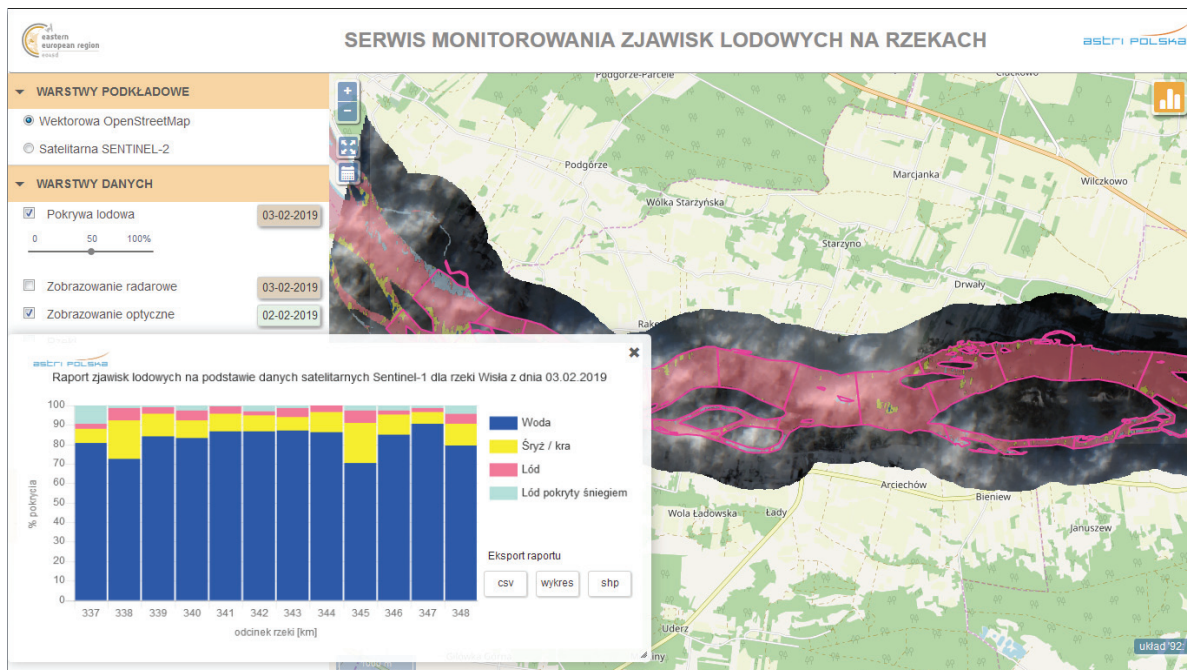 eastern
european region
SERWIS MONITOROWANIA ZJAWISK LODOWYCH NA RZEKACH
astri POLSKA
WARSTWY PODKŁADOWE
Wektorowa OpenStreetMap
Satelitarna SENTINEL-2
WARSTWY DANYCH
Pokrywa lodowa 03-02-2019
0 50 100%
Zobrazowanie radarowe 03-02-2019
Zobrazowanie optyczne 02-02-2019
+
−
Podgórze-Parcele
Podgórze
Marcjanka
Wilczkowo
Wólka Starzyńska
Starzyno
Drwały
astri POLSKA
Raport zjawisk lodowych na podstawie danych satelitarnych Sentinel-1 dla rzeki Wisła z dnia 03.02.2019
% pokrycia
100
90
80
70
60
50
40
30
20
10
0
337 338 339 340 341 342 343 344 345 346 347 348
odcinek rzeki [km]
Woda
Śryż / kra
Lód
Lód pokryty śniegiem
Eksport raportu
csv wykres shp
Arciechów
Bieniew
Wola Ładowska
Łady
Januszew
Uderz
układ '92: